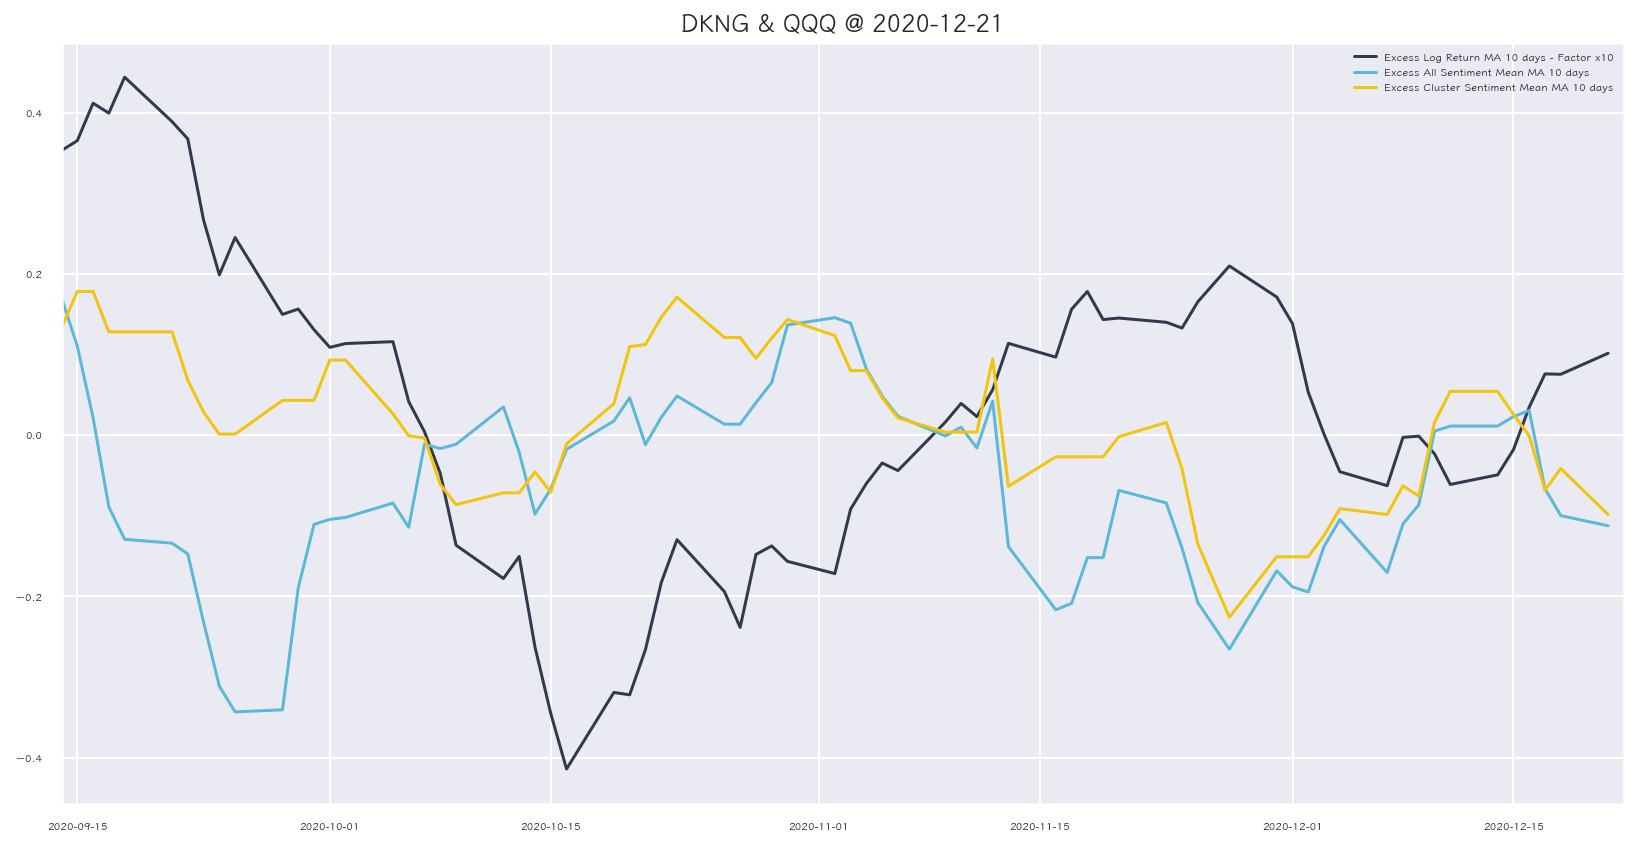 DKNG & QQQ @ 2020-12-21
Excess Log Return MA 10 days - Factor x10
Excess All Sentiment Mean MA 10 days
Excess Cluster Sentiment Mean MA 10 days
0.4
0.2
0.0
−0.2
−0.4
2020-09-15 2020-10-01 2020-10-15 2020-11-01 2020-11-15 2020-12-01 2020-12-15